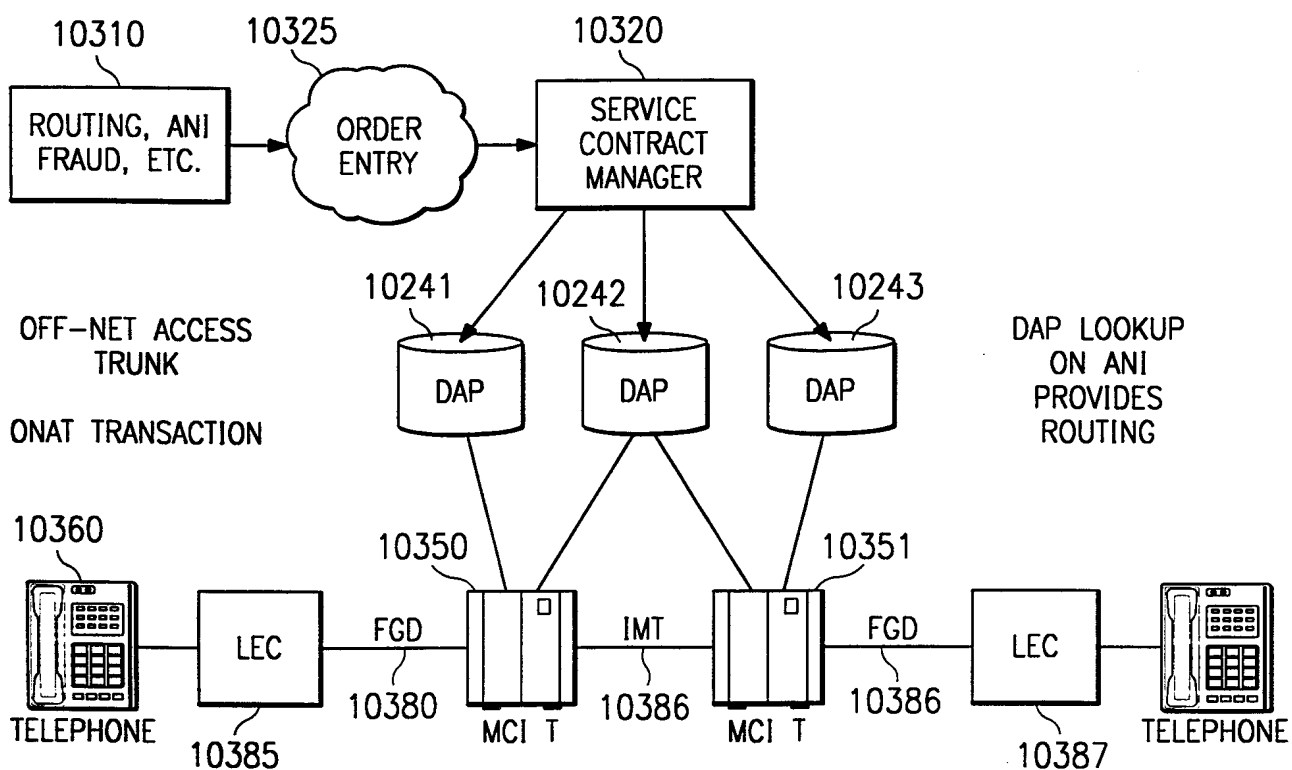 10310
10325
10320
ROUTING, ANI
FRAUD, ETC.
ORDER
ENTRY
SERVICE
CONTRACT
MANAGER
10241
10242
10243
OFF-NET ACCESS
TRUNK
DAP
DAP
DAP
DAP LOOKUP
ON ANI
PROVIDES
ROUTING
ONAT TRANSACTION
10360
10350
10351
LEC
FGD
IMT
FGD
LEC
TELEPHONE
10385
10380
MCI T
10386
MCI T
10386
10387
TELEPHONE